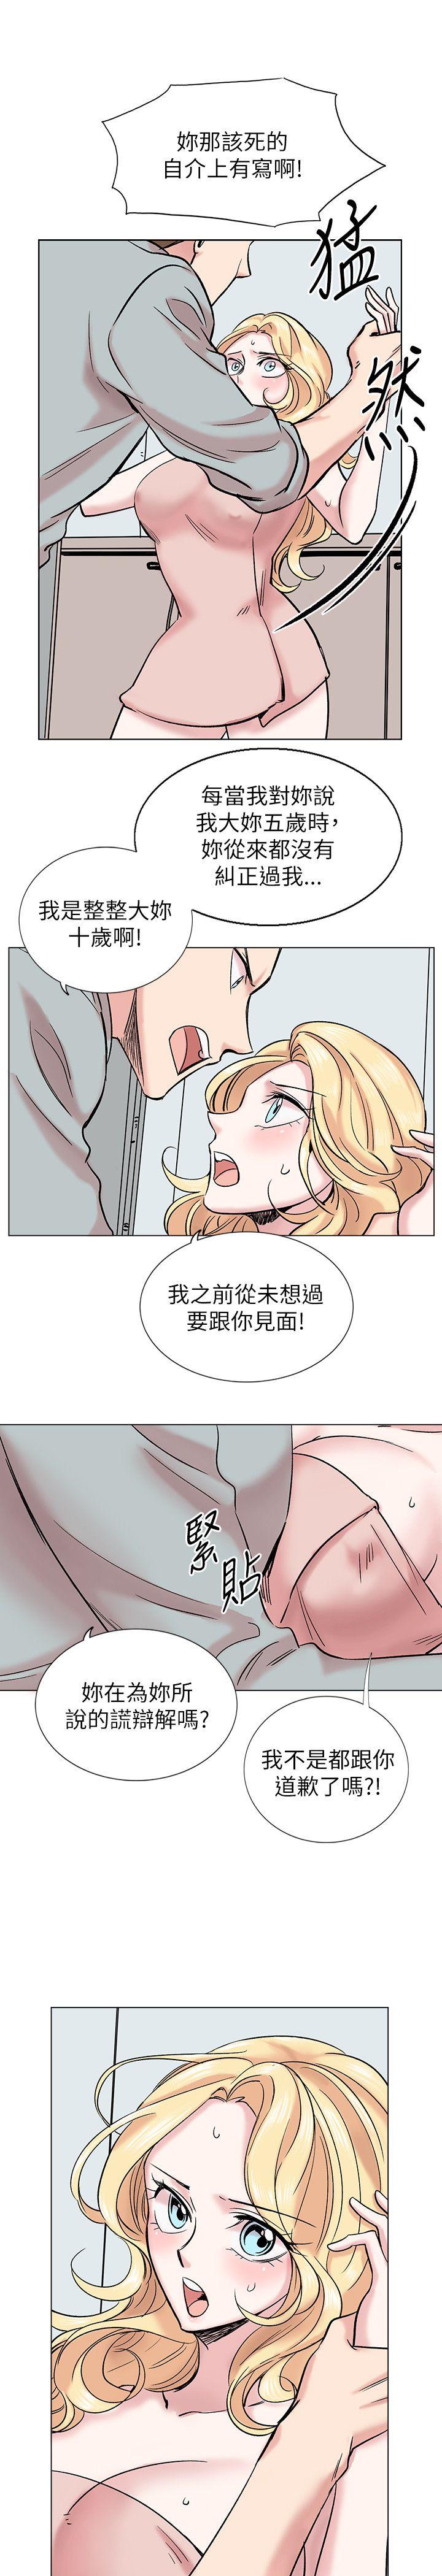 妳那該死的
自介上有寫啊!
猛然
每當我對妳說
我大妳五歲時,
妳從來都沒有
糾正過我...
我是整整大妳
十歲啊!
我之前從未想過
要跟你見面!
緊貼
妳在為妳所
說的謊辯解嗎?
我不是都跟你
道歉了嗎?!